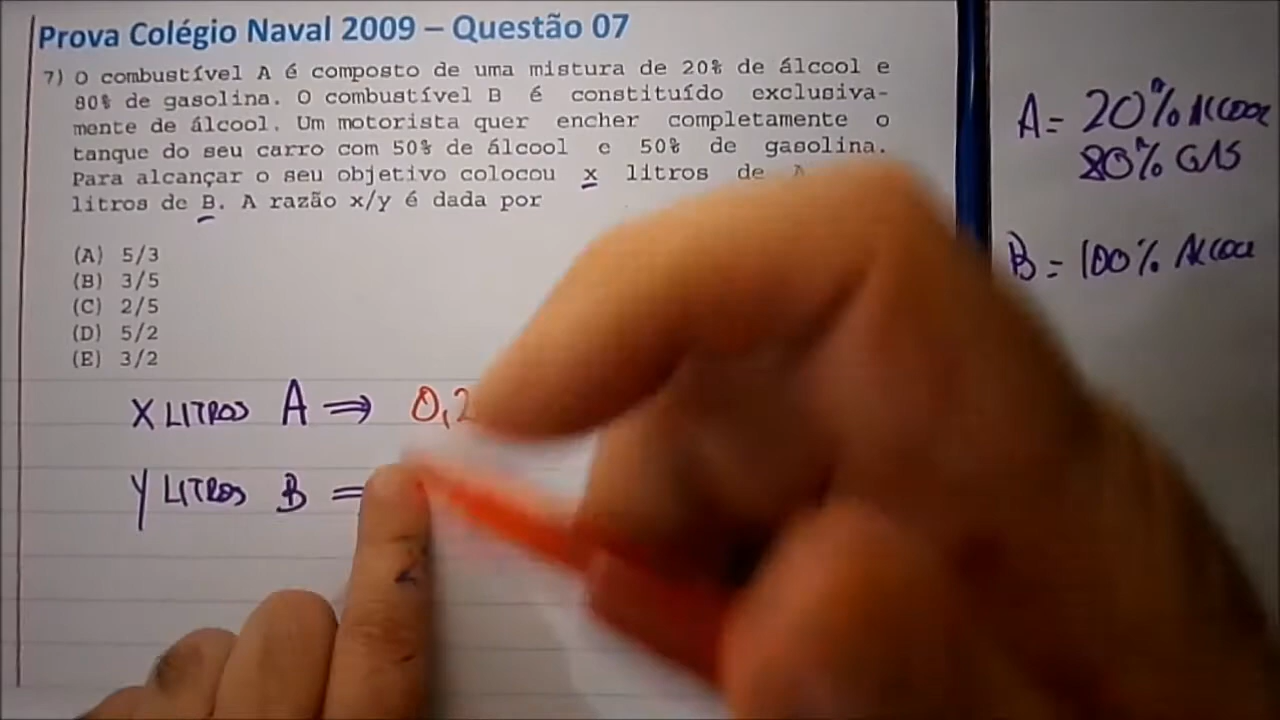 Prova Colégio Naval 2009 – Questão 07
7) O combustível A é composto de uma mistura de 20% de álcool e
80% de gasolina. O combustível B é constituído exclusiva-
mente de álcool. Um motorista quer encher completamente o
tanque do seu carro com 50% de álcool e 50% de gasolina.
Para alcançar o seu objetivo colocou x litros de
litros de B. A razão x/y é dada por
(A) 5/3
(B) 3/5
(C) 2/5
(D) 5/2
(E) 3/2
X LITROS A ⇒ 0,2
Y LITROS B =
A = 20% ALCOOL
80% GAS
B = 100% ALCOOL